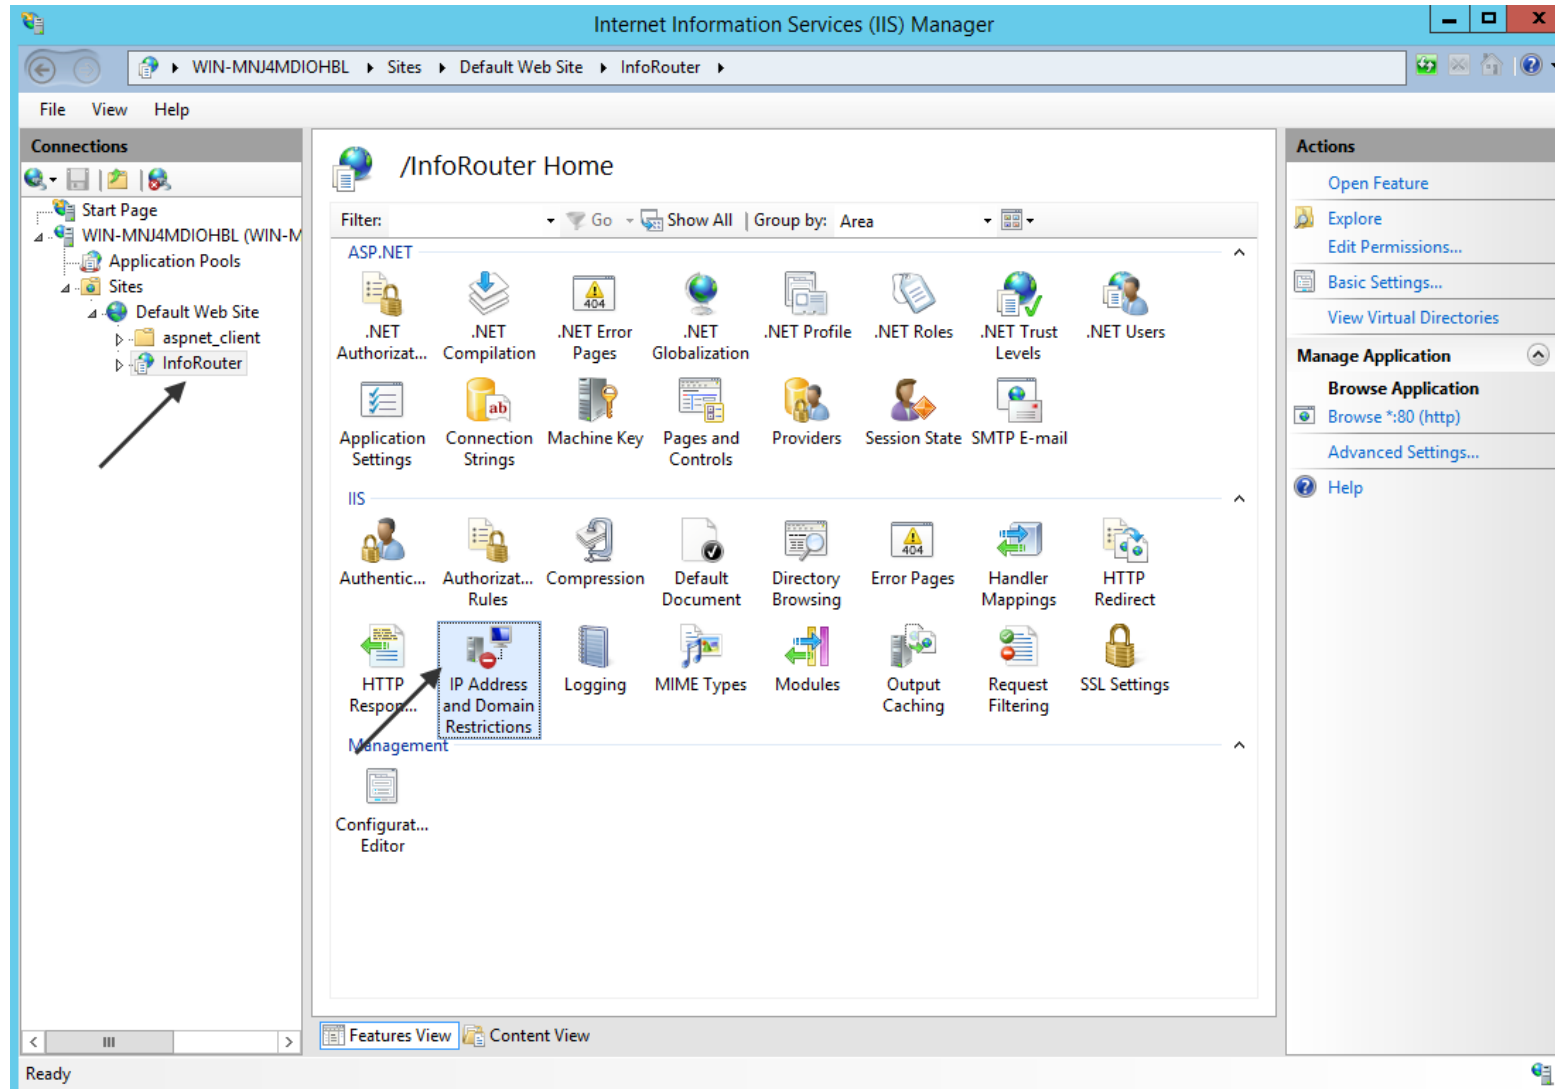 Internet Information Services (IIS) Manager
WIN-MNJ4MDIOHBL Sites Default Web Site InfoRouter
File View Help
Connections
Start Page
WIN-MNJ4MDIOHBL (WIN-M
Application Pools
Sites
Default Web Site
aspnet_client
InfoRouter
/InfoRouter Home
Filter: Go Show All Group by: Area
ASP.NET
.NET Authorizat...
.NET Compilation
.NET Error Pages
.NET Globalization
.NET Profile
.NET Roles
.NET Trust Levels
.NET Users
Application Settings
Connection Strings
Machine Key
Pages and Controls
Providers
Session State
SMTP E-mail
IIS
Authentic...
Authorizat... Rules
Compression
Default Document
Directory Browsing
Error Pages
Handler Mappings
HTTP Redirect
HTTP Respon...
IP Address and Domain Restrictions
Logging
MIME Types
Modules
Output Caching
Request Filtering
SSL Settings
Management
Configurat... Editor
Features View Content View
Actions
Open Feature
Explore
Edit Permissions...
Basic Settings...
View Virtual Directories
Manage Application
Browse Application
Browse *:80 (http)
Advanced Settings...
Help
Ready